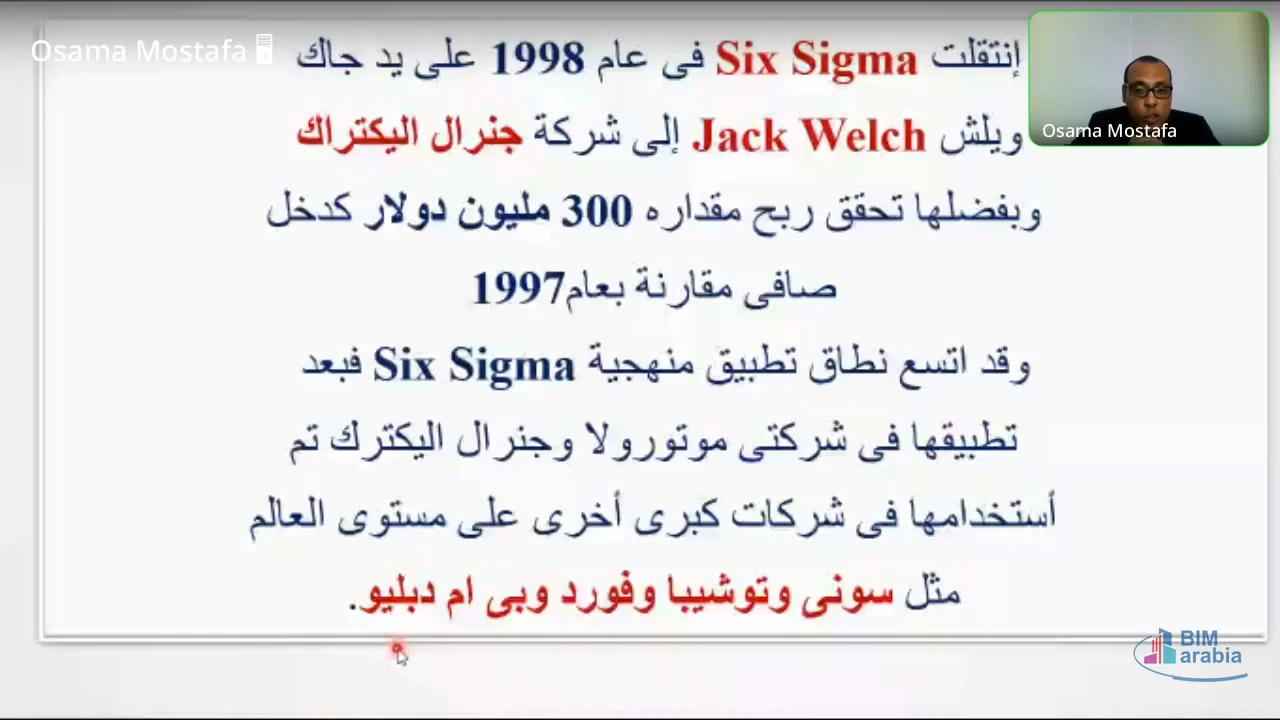 Osama Mostafa
إنتقلت Six Sigma فى عام 1998 على يد جاك
ويلش Jack Welch إلى شركة جنرال اليكتراك
وبفضلها تحقق ربح مقداره 300 مليون دولار كدخل
صافى مقارنة بعام1997
وقد اتسع نطاق تطبيق منهجية Six Sigma فبعد
تطبيقها فى شركتى موتورولا وجنرال اليكترك تم
أستخدامها فى شركات كبرى أخرى على مستوى العالم
مثل سونى وتوشيبا وفورد وبى ام دبليو.
Osama Mostafa
BIM
arabia